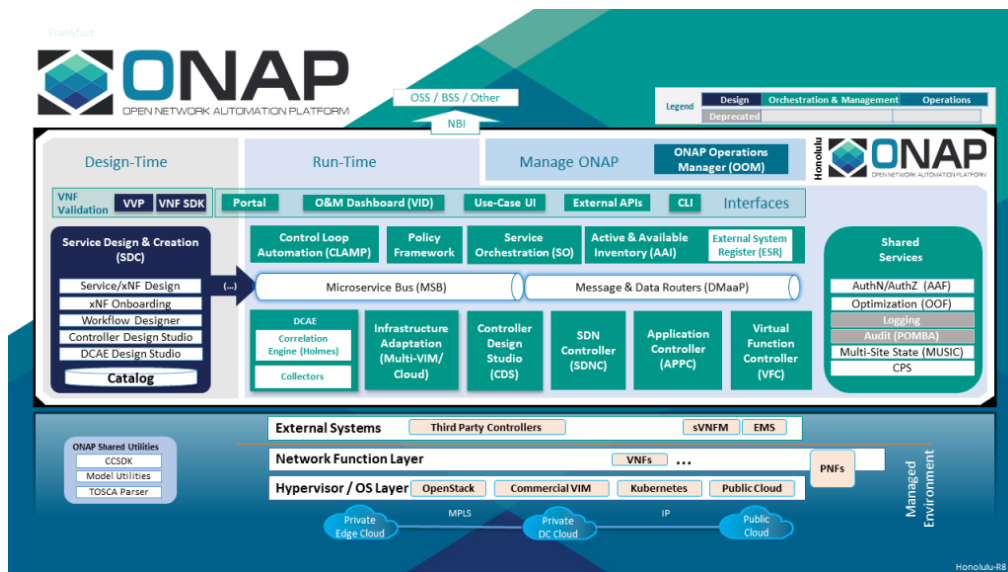 Frankfurt
ONAP
OPEN NETWORK AUTOMATION PLATFORM
OSS / BSS / Other
NBI
Legend
Design
Orchestration & Management
Operations
Deprecated
Design-Time
Run-Time
Manage ONAP
ONAP Operations
Manager (OOM)
Honolulu
ONAP
OPEN NETWORK AUTOMATION PLATFORM
VNF
Validation
VVP
VNF SDK
Portal
O&M Dashboard (VID)
Use-Case UI
External APIs
CLI
Interfaces
Service Design & Creation
(SDC)
Service/xNF Design
xNF Onboarding
Workflow Designer
Controller Design Studio
DCAE Design Studio
Catalog
(...)
Control Loop
Automation (CLAMP)
Policy
Framework
Service
Orchestration (SO)
Active & Available
Inventory (AAI)
External System
Register (ESR)
Microservice Bus (MSB)
Message & Data Routers (DMaaP)
DCAE
Correlation
Engine (Holmes)
Collectors
Infrastructure
Adaptation
(Multi-VIM/
Cloud)
Controller
Design
Studio
(CDS)
SDN
Controller
(SDNC)
Application
Controller
(APPC)
Virtual
Function
Controller
(VFC)
Shared
Services
AuthN/AuthZ (AAF)
Optimization (OOF)
Logging
Audit (POMBA)
Multi-Site State (MUSIC)
CPS
ONAP Shared Utilities
CCSDK
Model Utilities
TOSCA Parser
External Systems
Third Party Controllers
sVNFM
EMS
Network Function Layer
VNFs
...
PNFs
Hypervisor / OS Layer
OpenStack
Commercial VIM
Kubernetes
Public Cloud
Private
Edge Cloud
MPLS
Private
DC Cloud
IP
Public
Cloud
Managed
Environment